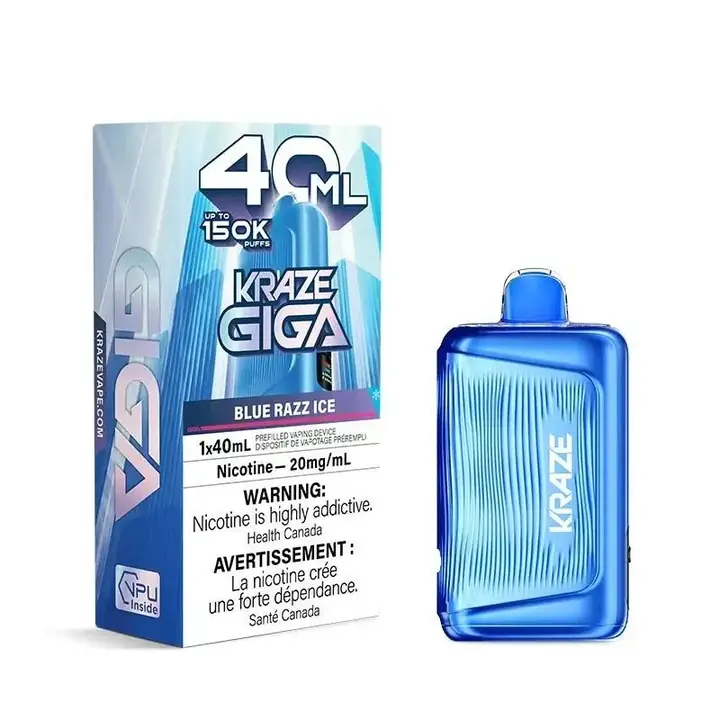 40ML
UP TO
150K
PUFFS
KRAZE
GIGA
BLUE RAZZ ICE
1x40mL
PREFILLED VAPING DEVICE
DISPOSITIF DE VAPOTAGE PRÉREMPLI
Nicotine — 20mg/mL
WARNING:
Nicotine is highly addictive.
Health Canada
AVERTISSEMENT :
La nicotine crée
une forte dépendance.
Santé Canada
GIGA
KRAZEVAPE.COM
VPU
Inside
KRAZE